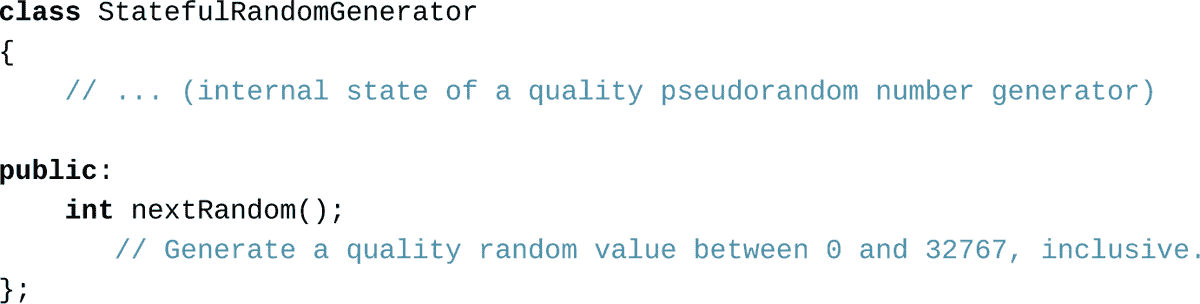 class StatefulRandomGenerator
{
    // ... (internal state of a quality pseudorandom number generator)

public:
    int nextRandom();
       // Generate a quality random value between 0 and 32767, inclusive.
};